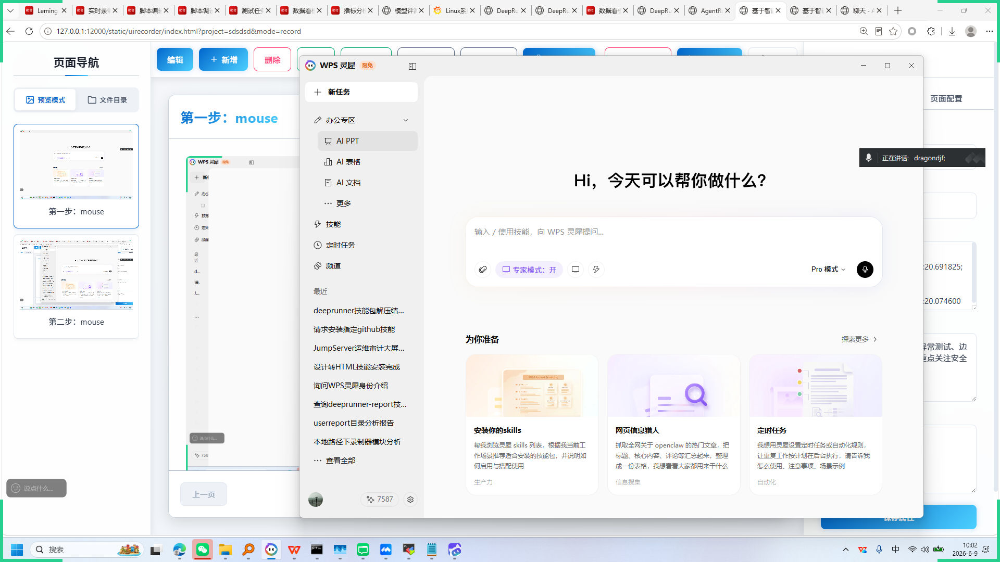 Leming
实时录
脚本编
脚本调
测试任
数据看
指标分
模型评
Linux系
DeepRu
DeepRu
数据看
DeepRu
AgentR
基于智
基于智
聊天 - A
127.0.0.1:12000/static/uirecorder/index.html?project=sdsdsd&mode=record
页面导航
预览模式
文件目录
第一步：mouse
第二步：mouse
说点什么...
编辑
+ 新增
删除
第一步：mouse
WPS 灵犀 限免
说点什么...
上一页
WPS 灵犀 限免
新任务
办公专区
AI PPT
AI 表格
AI 文档
更多
技能
定时任务
频道
最近
deeprunner技能包解压结...
请求安装指定github技能
JumpServer运维审计大屏...
设计转HTML技能安装完成
询问WPS灵犀身份介绍
查询deeprunner-report技...
userreport目录分析报告
本地路径下录制器模块分析
查看全部
7587
Hi，今天可以帮你做什么?
输入 / 使用技能，向 WPS 灵犀提问...
专家模式：开
Pro 模式
为你准备
探索更多
2024 Annual Summary
安装你的skills
帮我浏览灵犀 skills 列表，根据我当前工
作场景推荐适合安装的技能包，并说明如
何启用与搭配使用
生产力
网页信息猎人
抓取全网关于 openclaw 的热门文章，把
标题、核心内容、评论等汇总起来，整理
成一份表格，我想看看大家都用来干什么
信息搜集
定时任务
我想用灵犀设置定时任务或自动化规则，
让重复工作按计划在后台执行，请告诉我
怎么使用、注意事项、场景示例
自动化
页面配置
正在讲话: dragondjf;
:20.691825;
:20.074600
异常测试、边
重点关注安全
保存属性
搜索
中
10:02
2026-6-9